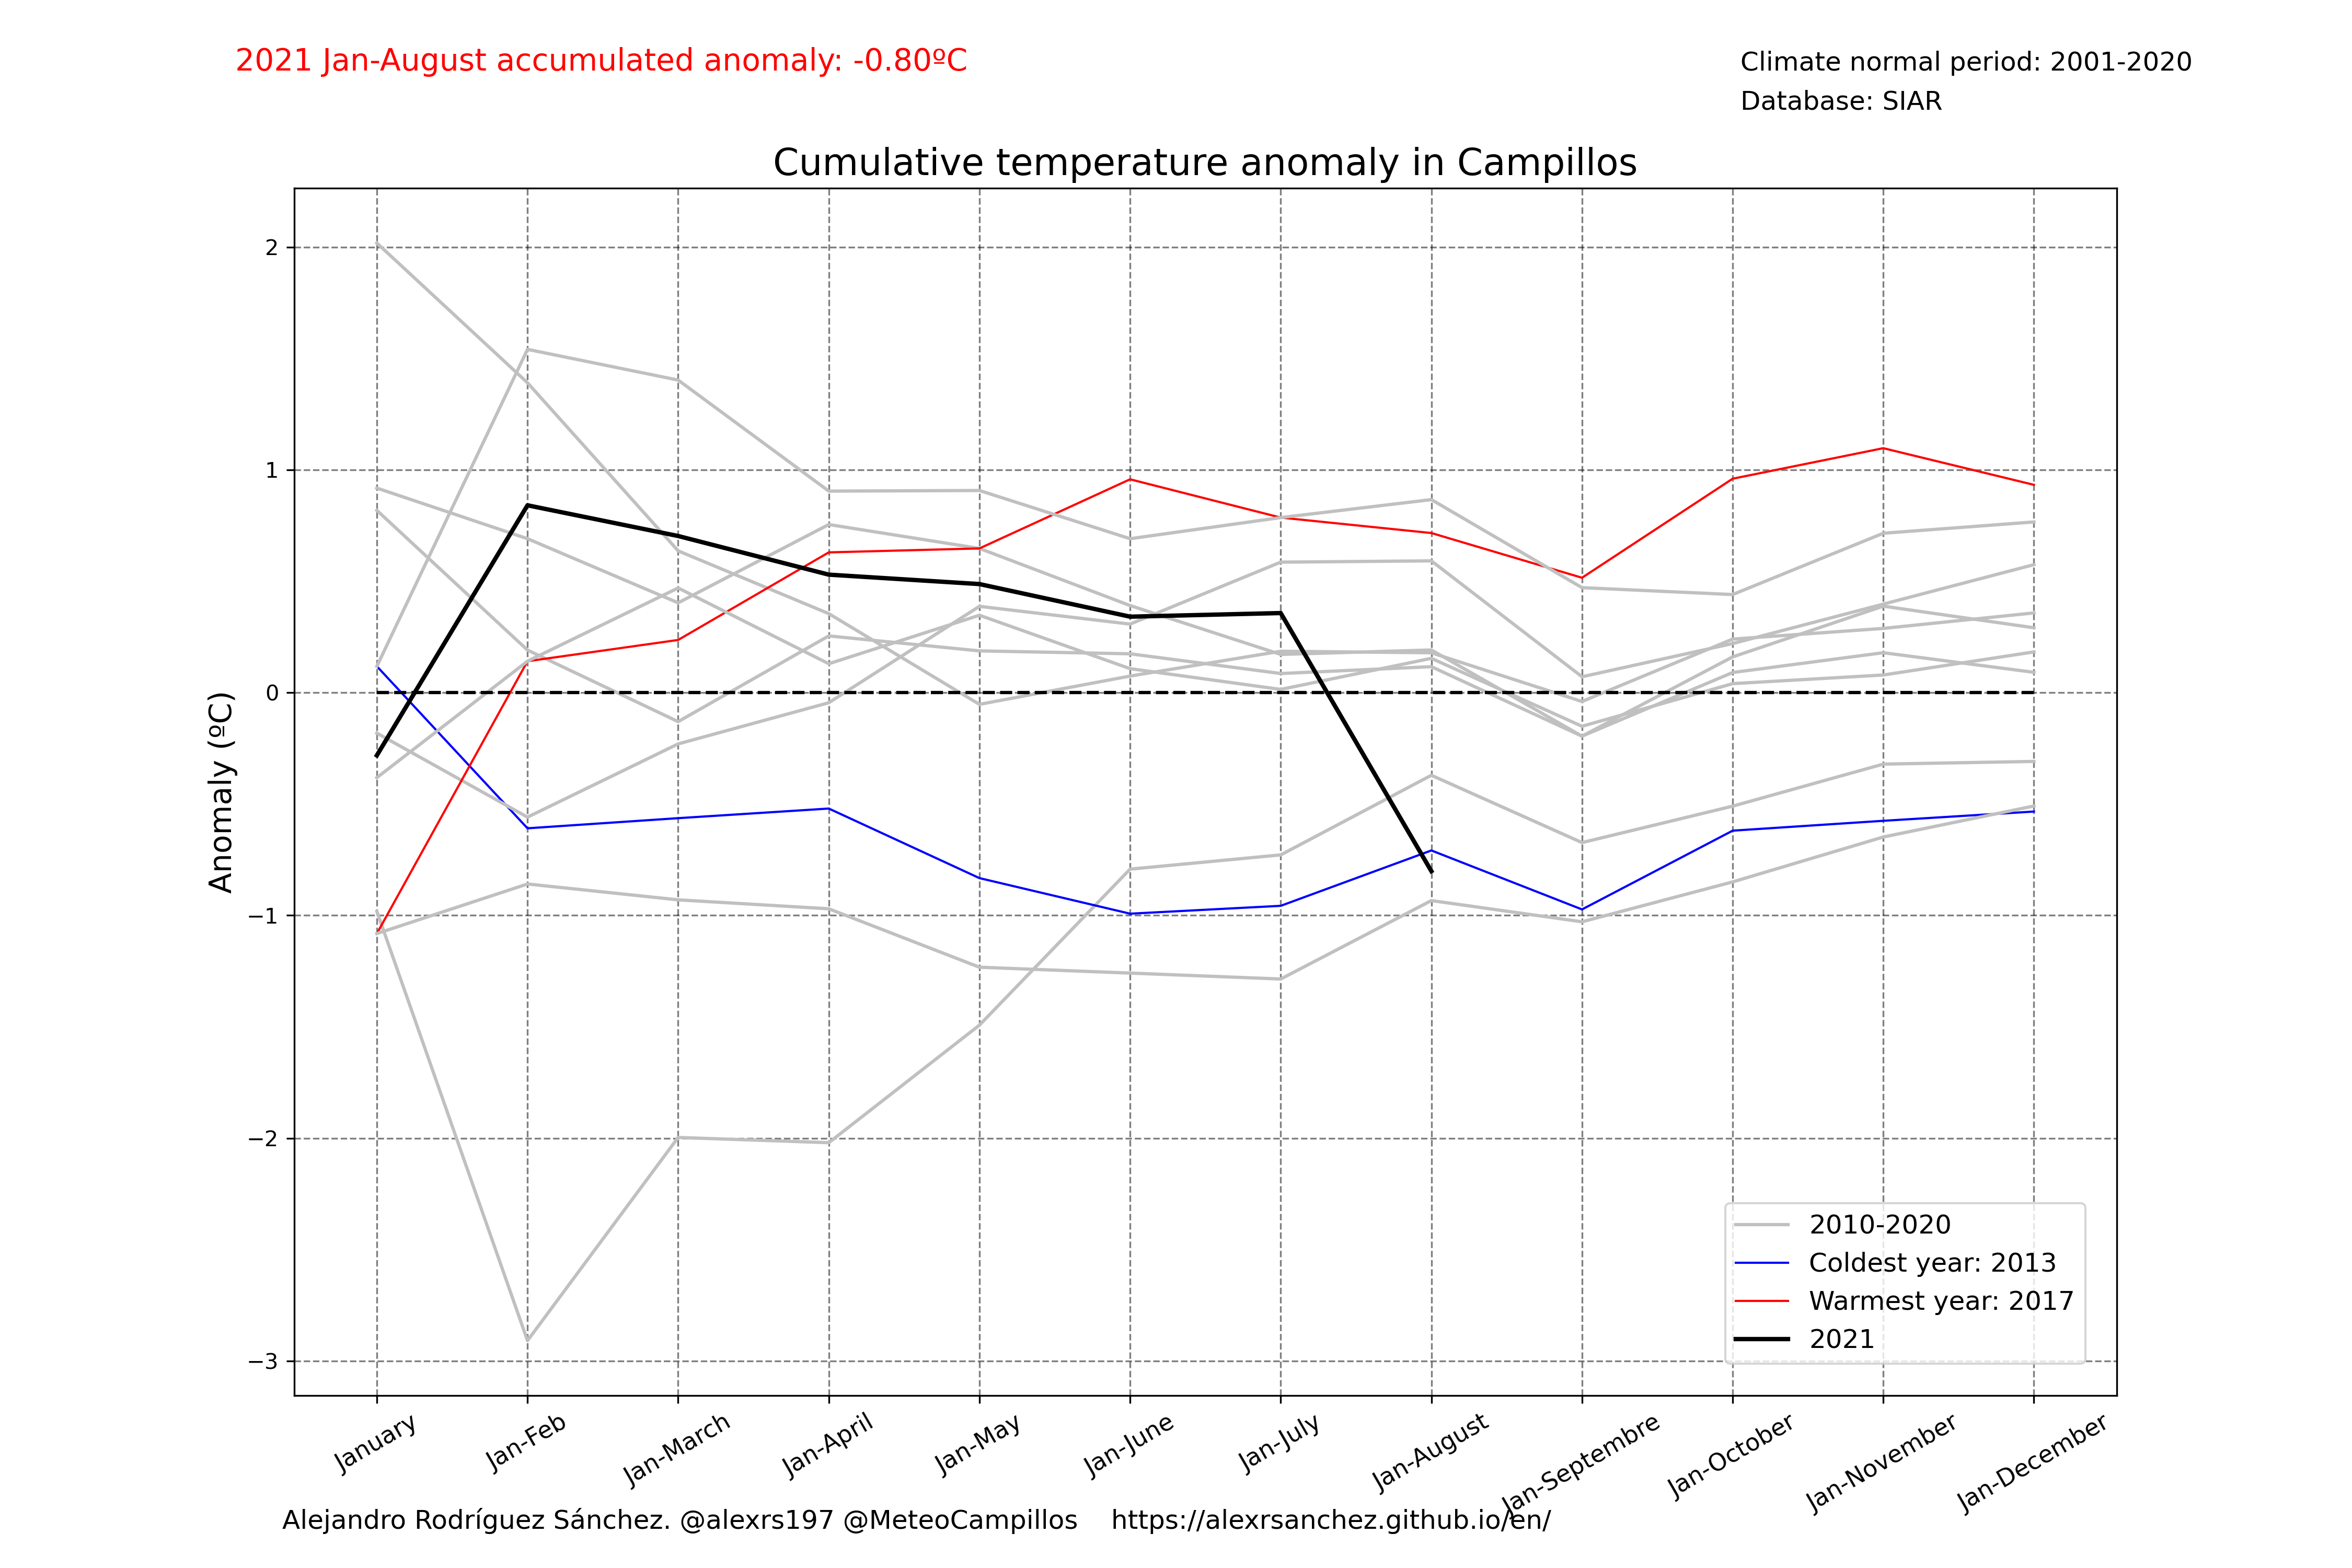 2021 Jan-August accumulated anomaly: -0.80ºC
Climate normal period: 2001-2020
Database: SIAR
Cumulative temperature anomaly in Campillos
Anomaly (ºC)
2
1
0
−1
−2
−3
2010-2020
Coldest year: 2013
Warmest year: 2017
2021
January
Jan-Feb
Jan-March
Jan-April
Jan-May
Jan-June
Jan-July
Jan-August
Jan-Septembre
Jan-October
Jan-November
Jan-December
Alejandro Rodríguez Sánchez. @alexrs197 @MeteoCampillos    https://alexrsanchez.github.io/en/